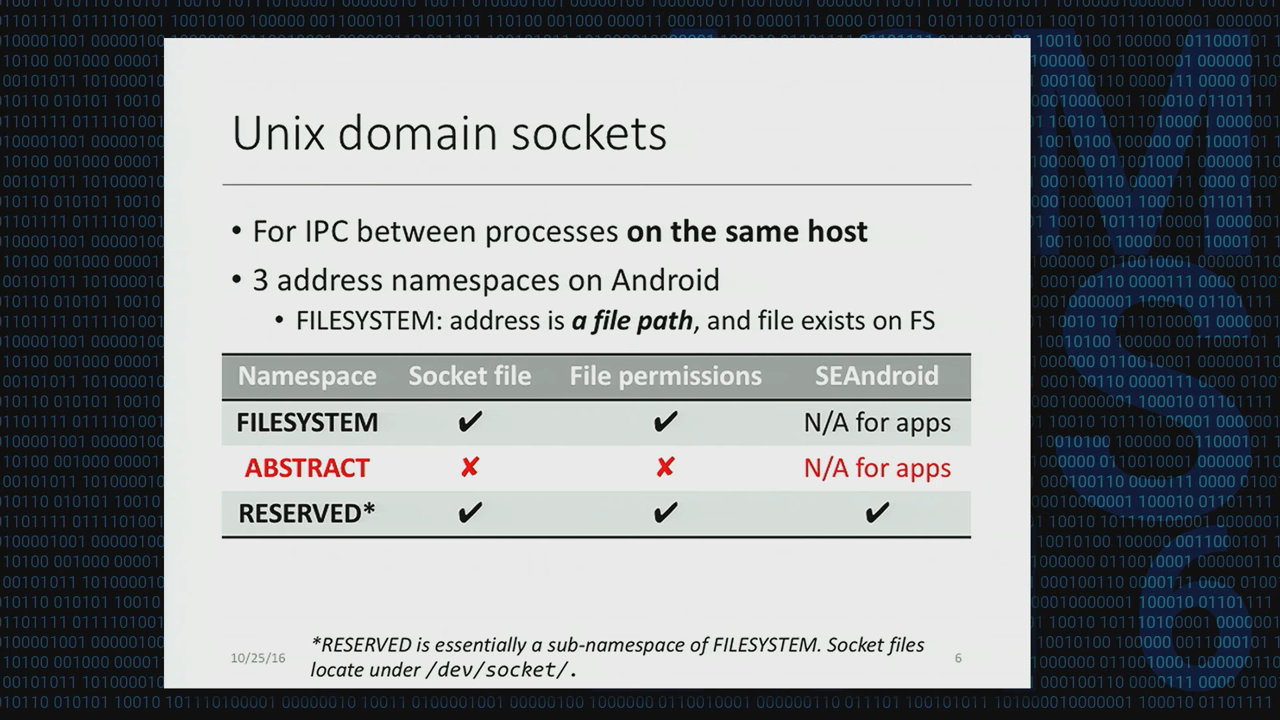 Unix domain sockets
• For IPC between processes on the same host
• 3 address namespaces on Android
• FILESYSTEM: address is a file path, and file exists on FS
Namespace Socket file File permissions SEAndroid
FILESYSTEM ✔ ✔ N/A for apps
ABSTRACT ✘ ✘ N/A for apps
RESERVED* ✔ ✔ ✔
*RESERVED is essentially a sub-namespace of FILESYSTEM. Socket files
locate under /dev/socket/.
10/25/16
6